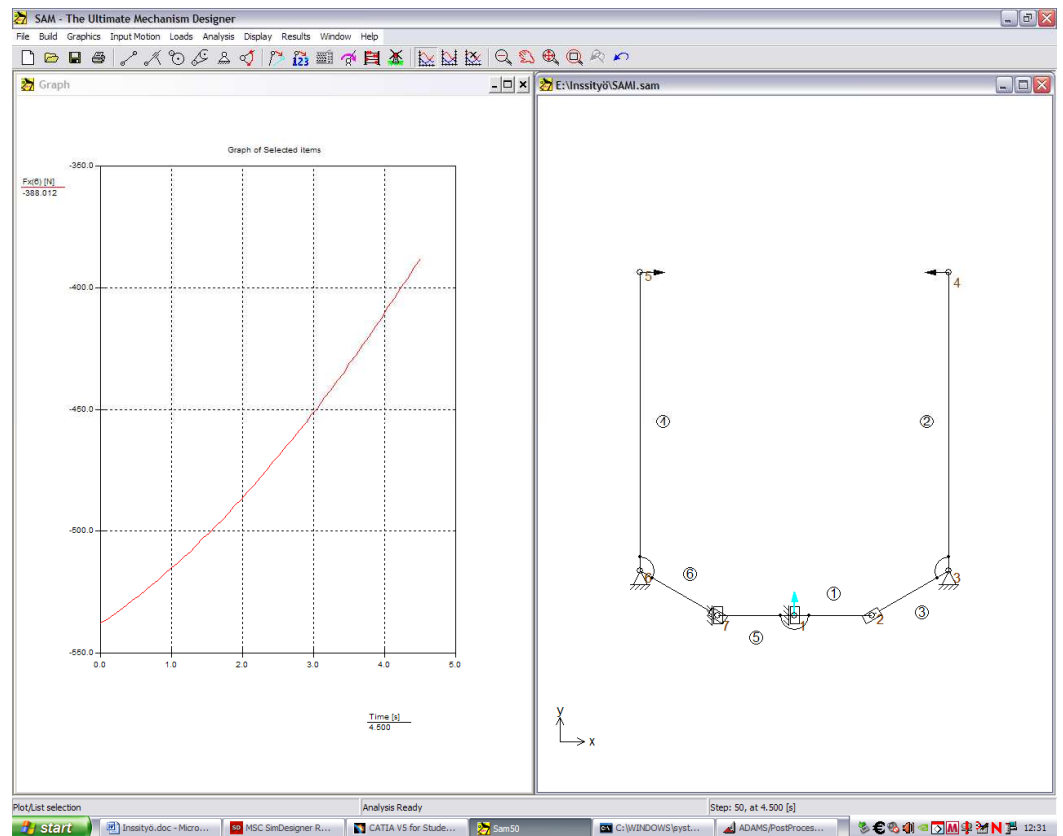 SAM - The Ultimate Mechanism Designer
File Build Graphics Input Motion Loads Analysis Display Results Window Help
123
Graph
E:\Inssityö\SAMI.sam
Graph of Selected items
Fx(6) [N]
-388.012
-350.0
-400.0
-450.0
-500.0
-550.0
0.0 1.0 2.0 3.0 4.0 5.0
Time [s]
4.500
5 4
4 2
6 3
6 1 3
7 1 2
5
y
x
Plot/List selection Analysis Ready Step: 50, at 4.500 [s]
start Inssityö.doc - Micro... SD MSC SimDesigner R... CATIA V5 for Stude... Sam50 C:\WINDOWS\syst... ADAMS/PostProces... 12:31